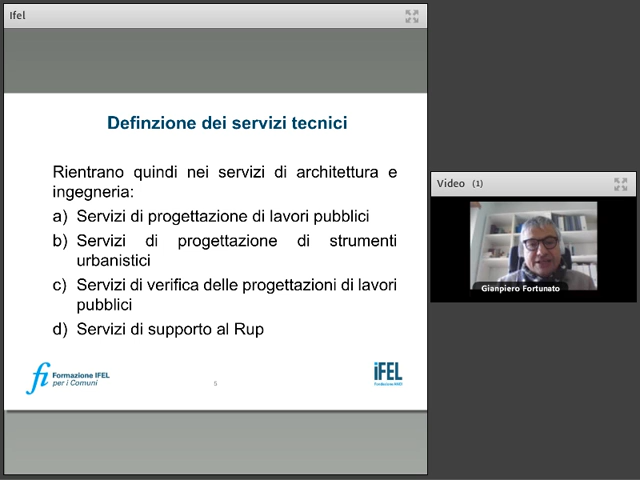 Ifel
Definzione dei servizi tecnici
Rientrano quindi nei servizi di architettura e
ingegneria:
a) Servizi di progettazione di lavori pubblici
b) Servizi di progettazione di strumenti
urbanistici
c) Servizi di verifica delle progettazioni di lavori
pubblici
d) Servizi di supporto al Rup
fi Formazione IFEL
per i Comuni
5
iFEL
Video (1)
Gianpiero Fortunato